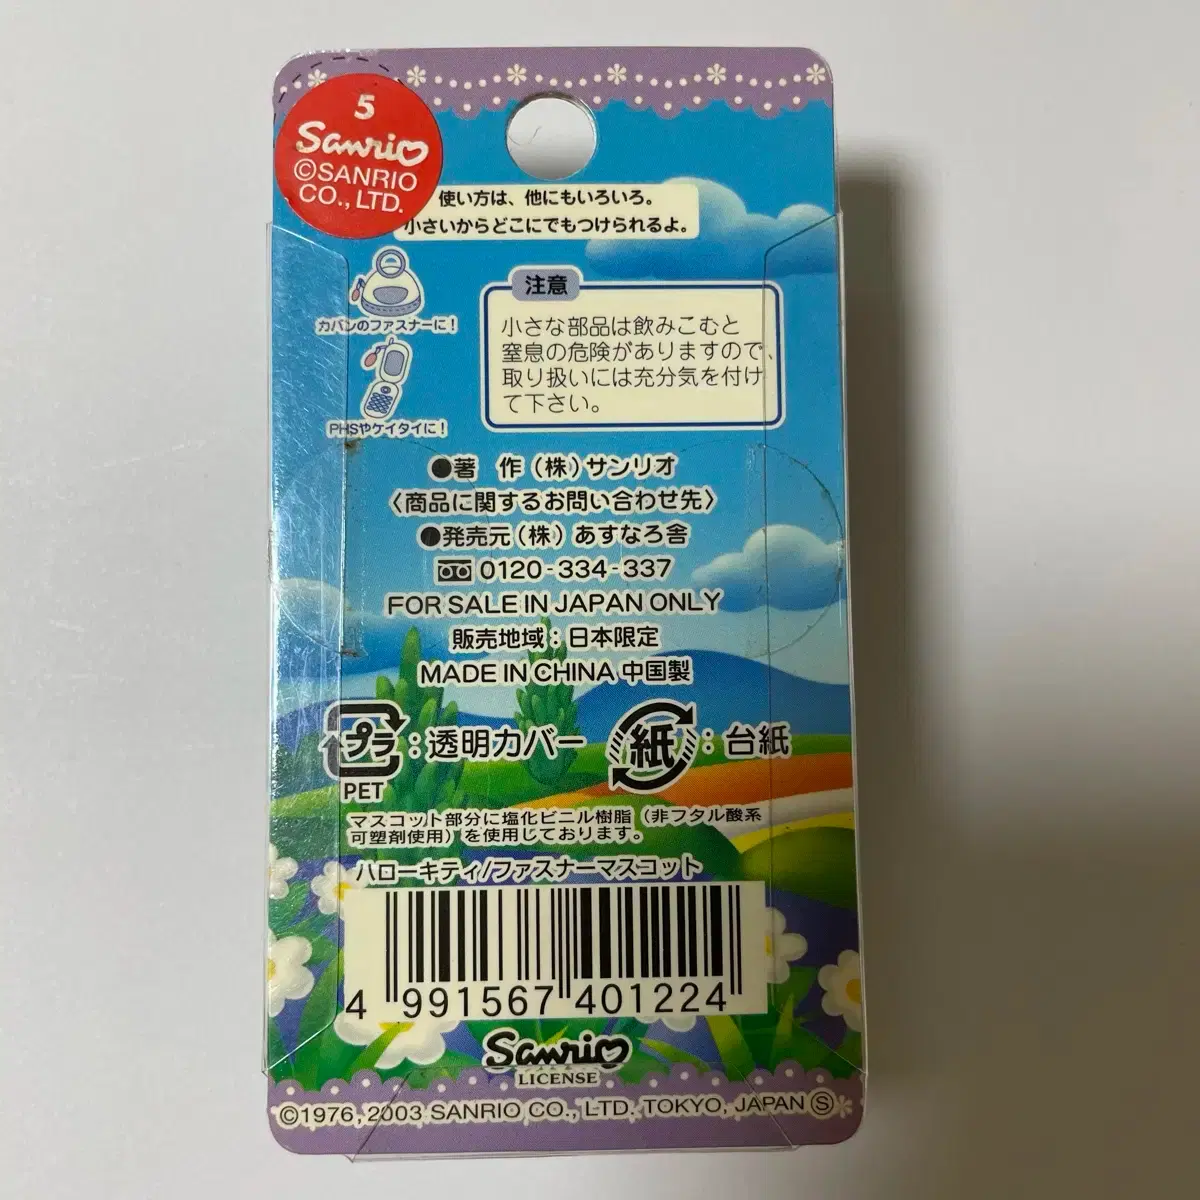 5
Sanrio
©SANRIO
CO., LTD.
使い方は、他にもいろいろ。
小さいからどこにでもつけられるよ。
カバンのファスナーに!
PHSやケイタイに!
注意
小さな部品は飲みこむと
窒息の危険がありますので、
取り扱いには充分気を付け
て下さい。
●著 作(株)サンリオ
〈商品に関するお問い合わせ先〉
●発売元(株)あすなろ舎
0120-334-337
FOR SALE IN JAPAN ONLY
販売地域:日本限定
MADE IN CHINA 中国製
プラ:透明カバー 紙:台紙
PET
マスコット部分に塩化ビニル樹脂(非フタル酸系
可塑剤使用)を使用しております。
ハローキティ/ファスナーマスコット
4 991567 401224
Sanrio
LICENSE
©1976, 2003 SANRIO CO., LTD. TOKYO, JAPAN Ⓢ